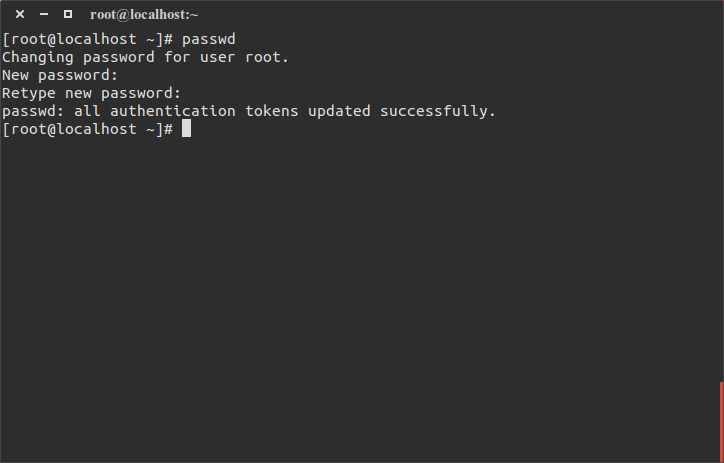 root@localhost:~
[root@localhost ~]# passwd
Changing password for user root.
New password:
Retype new password:
passwd: all authentication tokens updated successfully.
[root@localhost ~]#